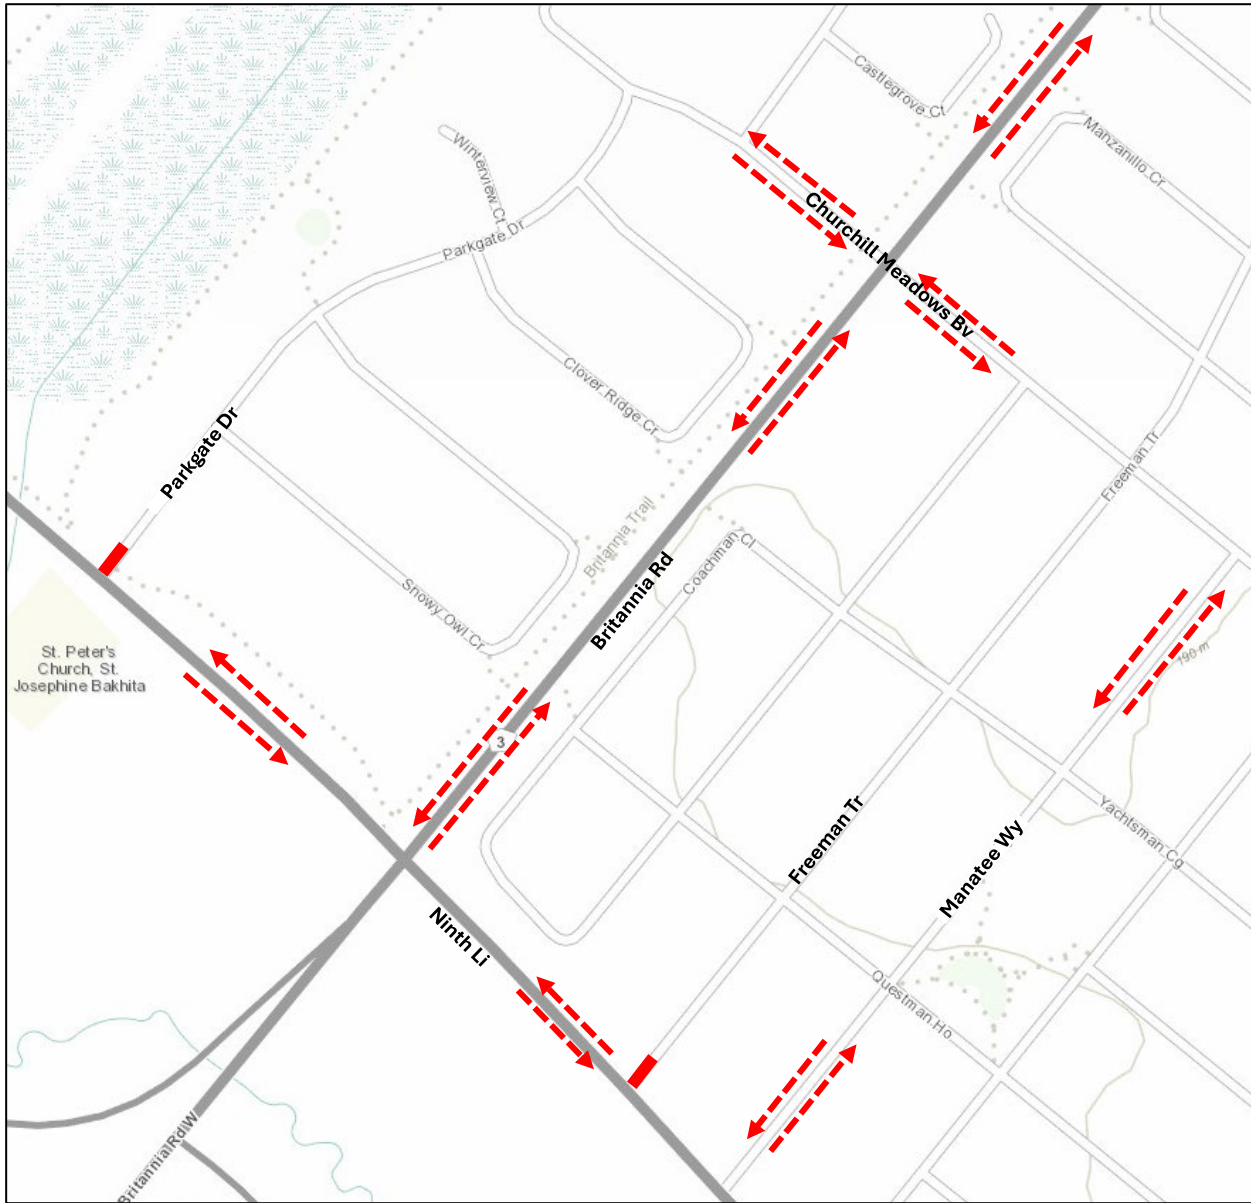 Castlegrove Ct
Manzanillo Cr
Winterview Ct
Parkgate Dr
Churchill Meadows Bv
Clover Ridge Cr
Parkgate Dr
Freeman Tr
Britannia Trail
Coachman Cl
Britannia Rd
Snowy Owl Cr
St. Peter's
Church, St.
Josephine Bakhita
190 m
3
Yachtsman Cg
Freeman Tr
Manatee Wy
Ninth Li
Questman Ho
Britannia Rd W